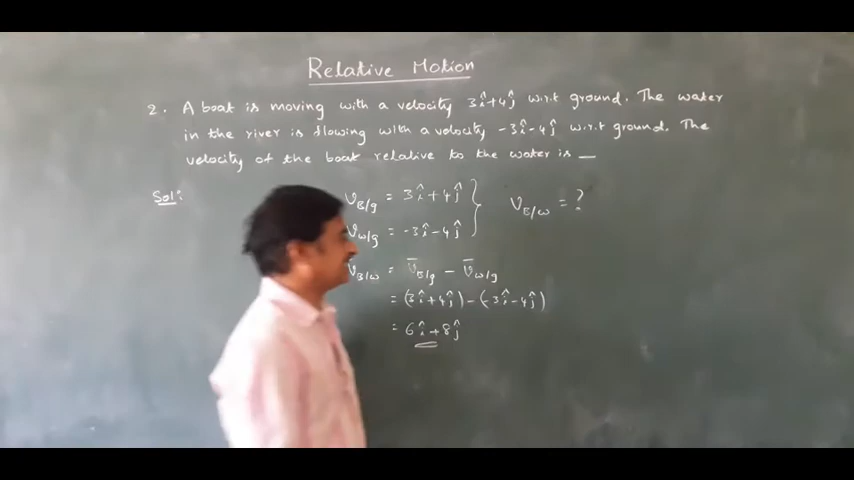 Relative Motion
2. A boat is moving with a velocity 3î+4ĵ w.r.t ground. The water
in the river is flowing with a velocity -3î-4ĵ w.r.t ground. The
velocity of the boat relative to the water is __
Sol:
V_B/g = 3î+4ĵ } V_B/w = ?
V_w/g = -3î-4ĵ
V_B/w = V̄_B/g - V̄_w/g
= (3î+4ĵ) - (-3î-4ĵ)
= 6î+8ĵ